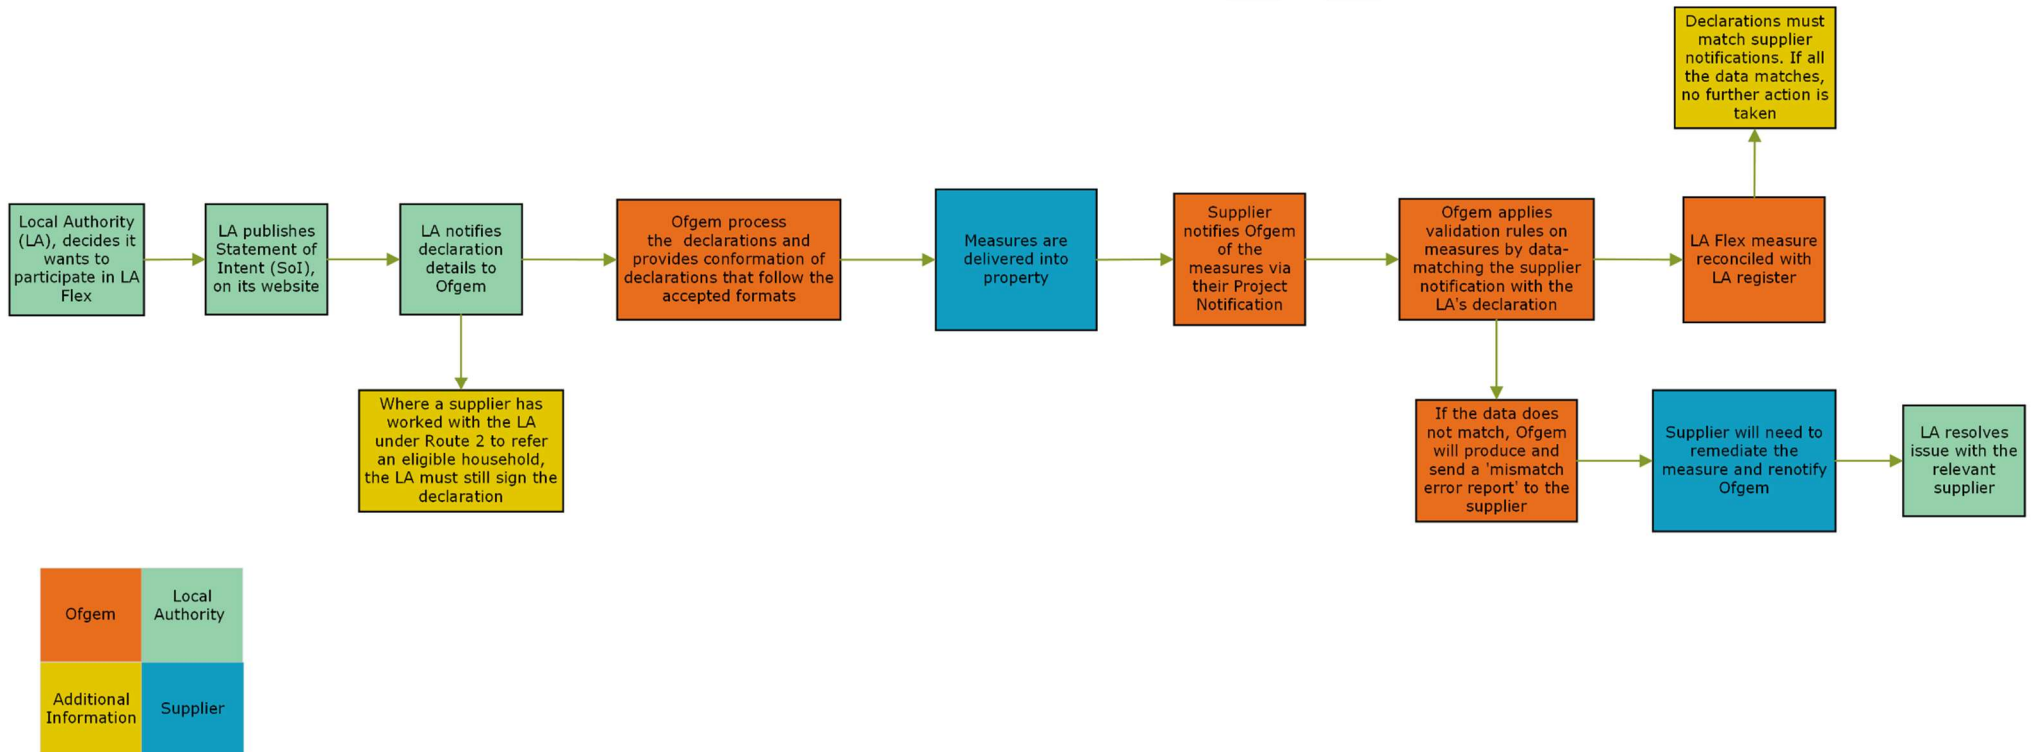 Declarations must
match supplier
notifications. If all
the data matches,
no further action is
taken
Local Authority
(LA), decides it
wants to
participate in LA
Flex
LA publishes
Statement of
Intent (SoI),
on its website
LA notifies
declaration
details to
Ofgem
Ofgem process
the declarations and
provides conformation of
declarations that follow the
accepted formats
Measures are
delivered into
property
Supplier
notifies Ofgem
of the
measures via
their Project
Notification
Ofgem applies
validation rules on
measures by data-
matching the supplier
notification with the
LA's declaration
LA Flex measure
reconciled with
LA register
Where a supplier has
worked with the LA
under Route 2 to refer
an eligible household,
the LA must still sign the
declaration
If the data does
not match, Ofgem
will produce and
send a 'mismatch
error report' to the
supplier
Supplier will need to
remediate the
measure and renotify
Ofgem
LA resolves
issue with the
relevant
supplier
Ofgem
Local
Authority
Additional
Information
Supplier